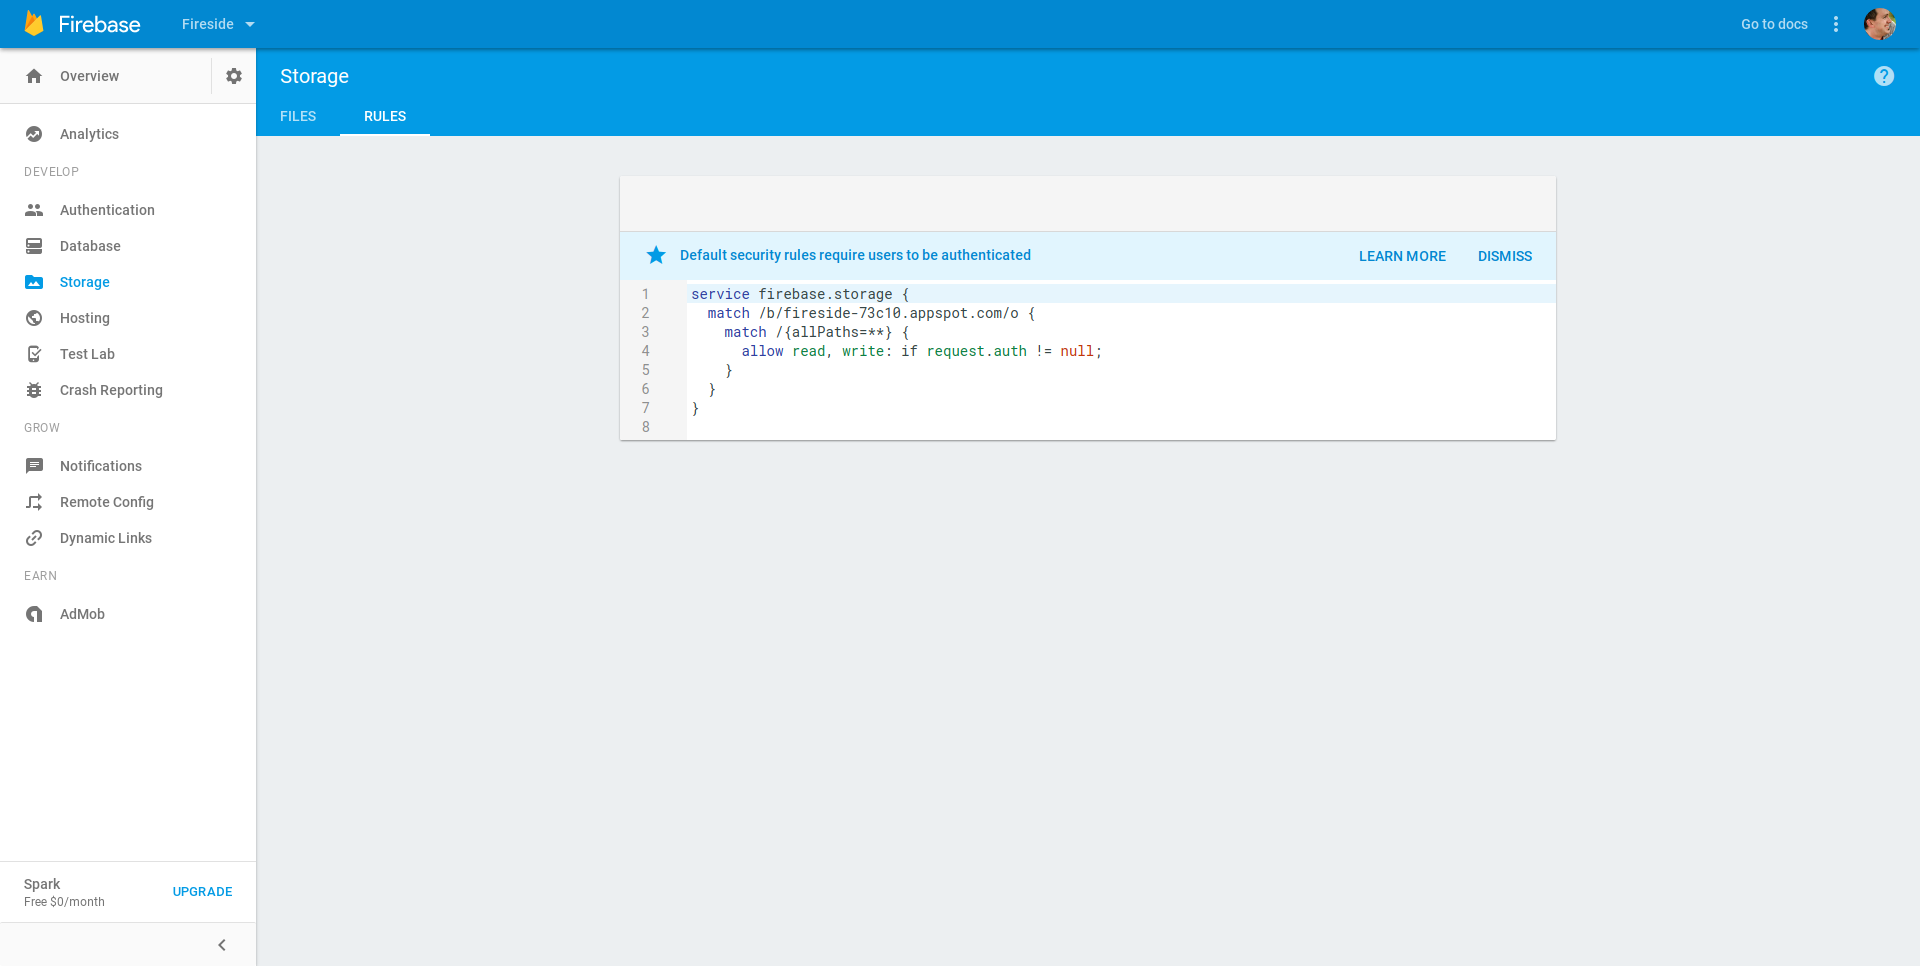 Firebase
Fireside
Go to docs
Overview
Storage
FILES
RULES
Analytics
DEVELOP
Authentication
Database
Storage
Hosting
Test Lab
Crash Reporting
GROW
Notifications
Remote Config
Dynamic Links
EARN
AdMob
Default security rules require users to be authenticated
LEARN MORE
DISMISS
1 service firebase.storage {
2   match /b/fireside-73c10.appspot.com/o {
3     match /{allPaths=**} {
4       allow read, write: if request.auth != null;
5     }
6   }
7 }
8
Spark
Free $0/month
UPGRADE